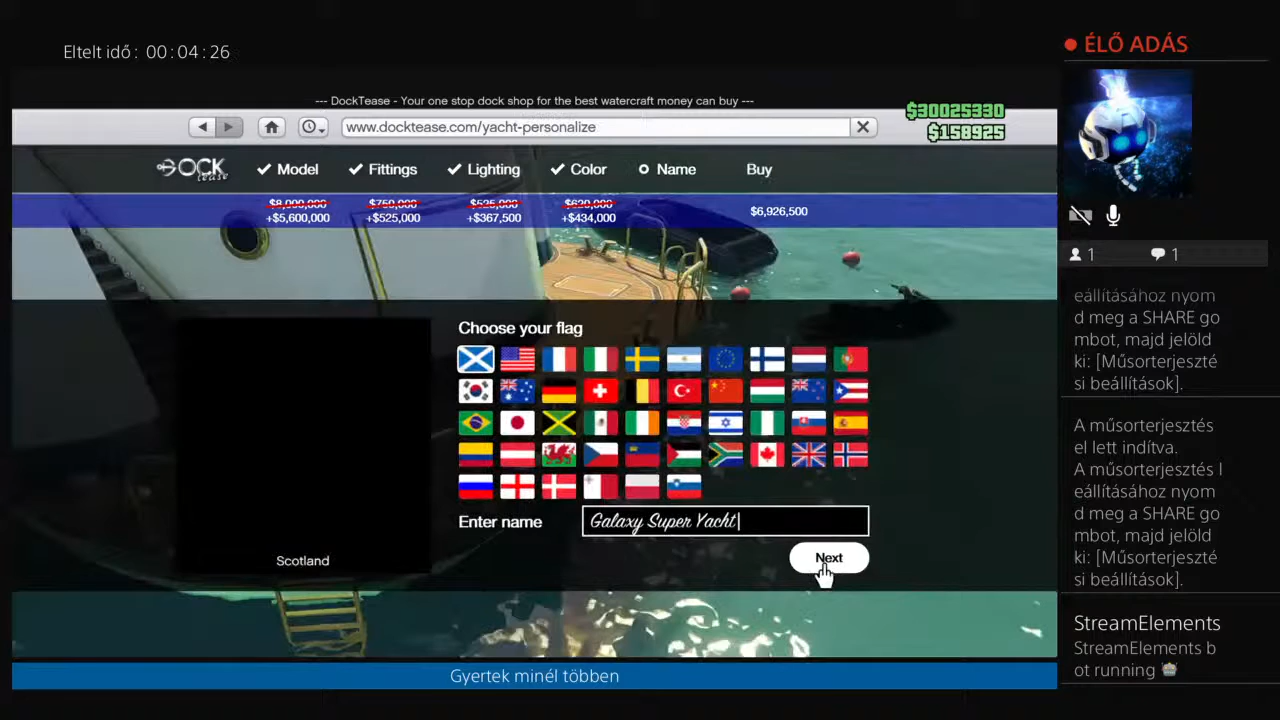 Eltelt idő: 00:04:26
ÉLŐ ADÁS
--- DockTease - Your one stop dock shop for the best watercraft money can buy ---
$30025330
www.docktease.com/yacht-personalize
$158925
DOCK tease Model Fittings Lighting Color Name Buy
$8,000,000 $750,000 $525,000 $620,000
+$5,600,000 +$525,000 +$367,500 +$434,000 $6,926,500
1 1
Choose your flag
Enter name Galaxy Super Yacht
Next
Scotland
Gyertek minél többen
eállításához nyom
d meg a SHARE go
mbot, majd jelöld
ki: [Műsorterjeszté
si beállítások].
A műsorterjesztés
el lett indítva.
A műsorterjesztés l
eállításához nyom
d meg a SHARE go
mbot, majd jelöld
ki: [Műsorterjeszté
si beállítások].
StreamElements
StreamElements b
ot running